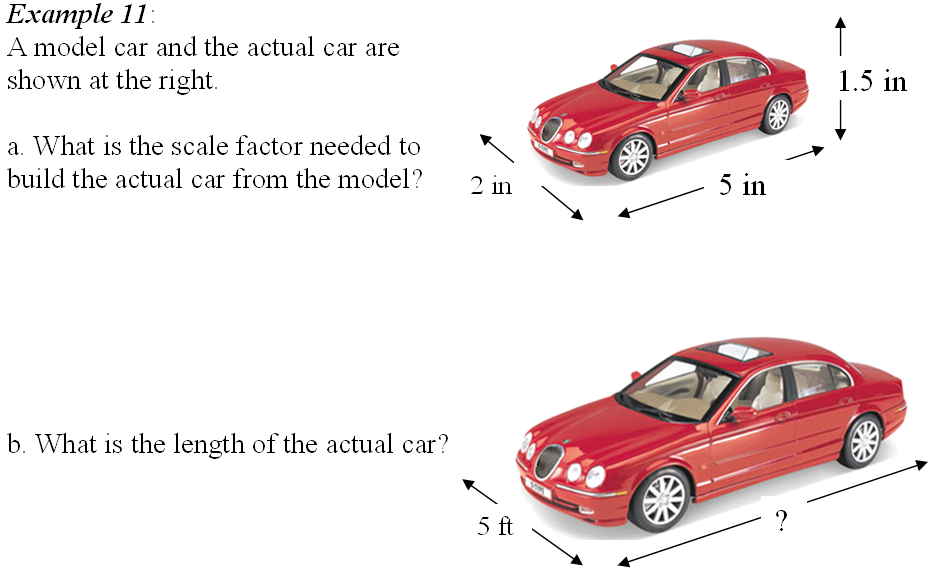 Example 11:
A model car and the actual car are
shown at the right.
1.5 in
a. What is the scale factor needed to
build the actual car from the model?
2 in
5 in
b. What is the length of the actual car?
5 ft
?